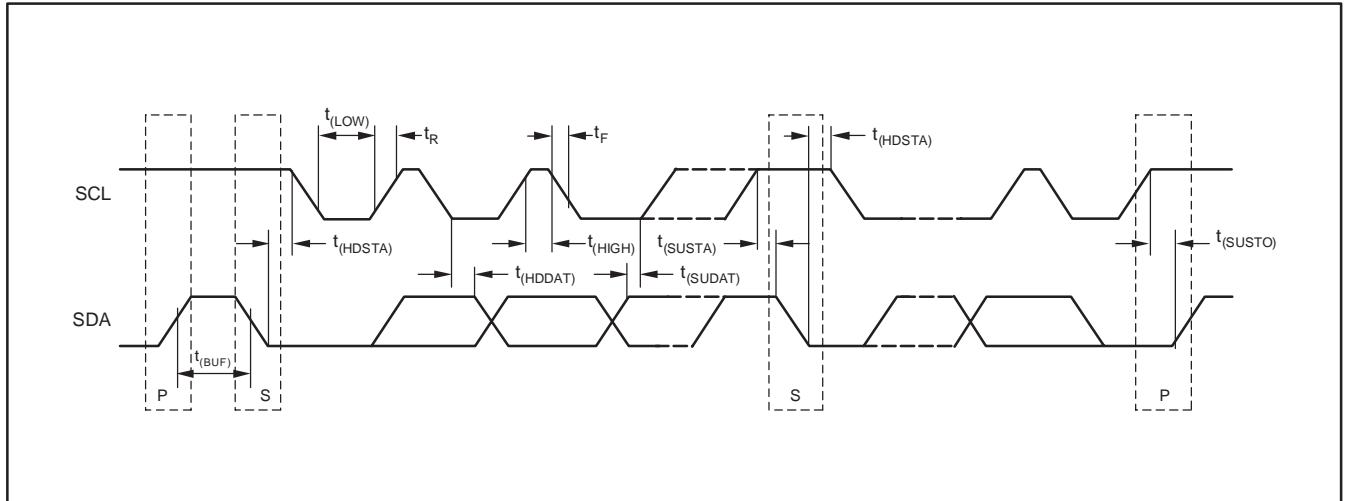 t(LOW)
tR
tF
t(HDSTA)
SCL
t(HDSTA)
t(HIGH)
t(SUSTA)
t(SUSTO)
t(HDDAT)
t(SUDAT)
SDA
t(BUF)
P
S
S
P